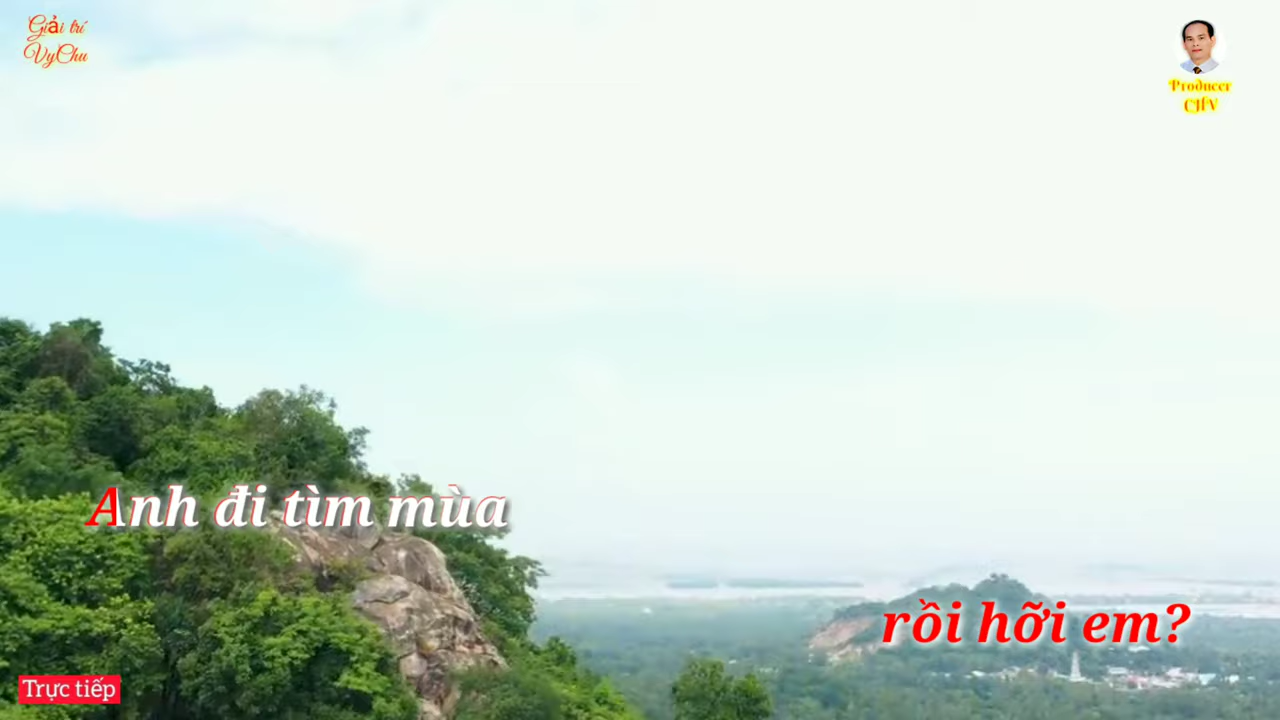 Giải trí
VyChu
Producer
CHV
Anh đi tìm mùa
rồi hỡi em?
Trực tiếp